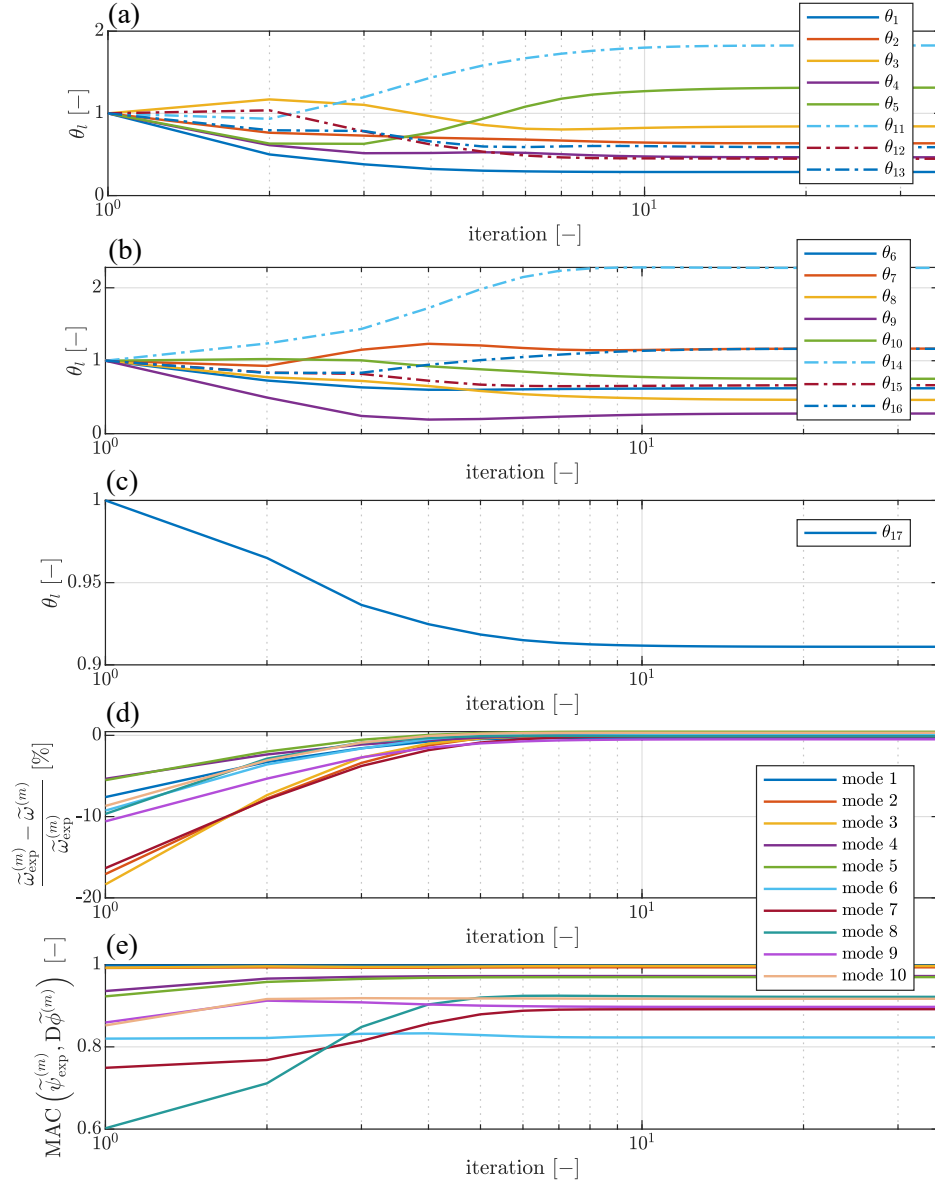 (a)
2
1
0
θ_l [−]
10^0
10^1
iteration [−]
θ_1
θ_2
θ_3
θ_4
θ_5
θ_11
θ_12
θ_13
(b)
2
1
0
θ_l [−]
10^0
10^1
iteration [−]
θ_6
θ_7
θ_8
θ_9
θ_10
θ_14
θ_15
θ_16
(c)
1
0.95
0.9
θ_l [−]
10^0
10^1
iteration [−]
θ_17
(d)
0
-10
-20
(ω̃_exp^(m) − ω̃^(m)) / ω̃_exp^(m) [%]
10^0
10^1
iteration [−]
mode 1
mode 2
mode 3
mode 4
mode 5
mode 6
mode 7
mode 8
mode 9
mode 10
(e)
1
0.8
0.6
MAC (ψ̃_exp^(m), Dφ̃^(m)) [−]
10^0
10^1
iteration [−]